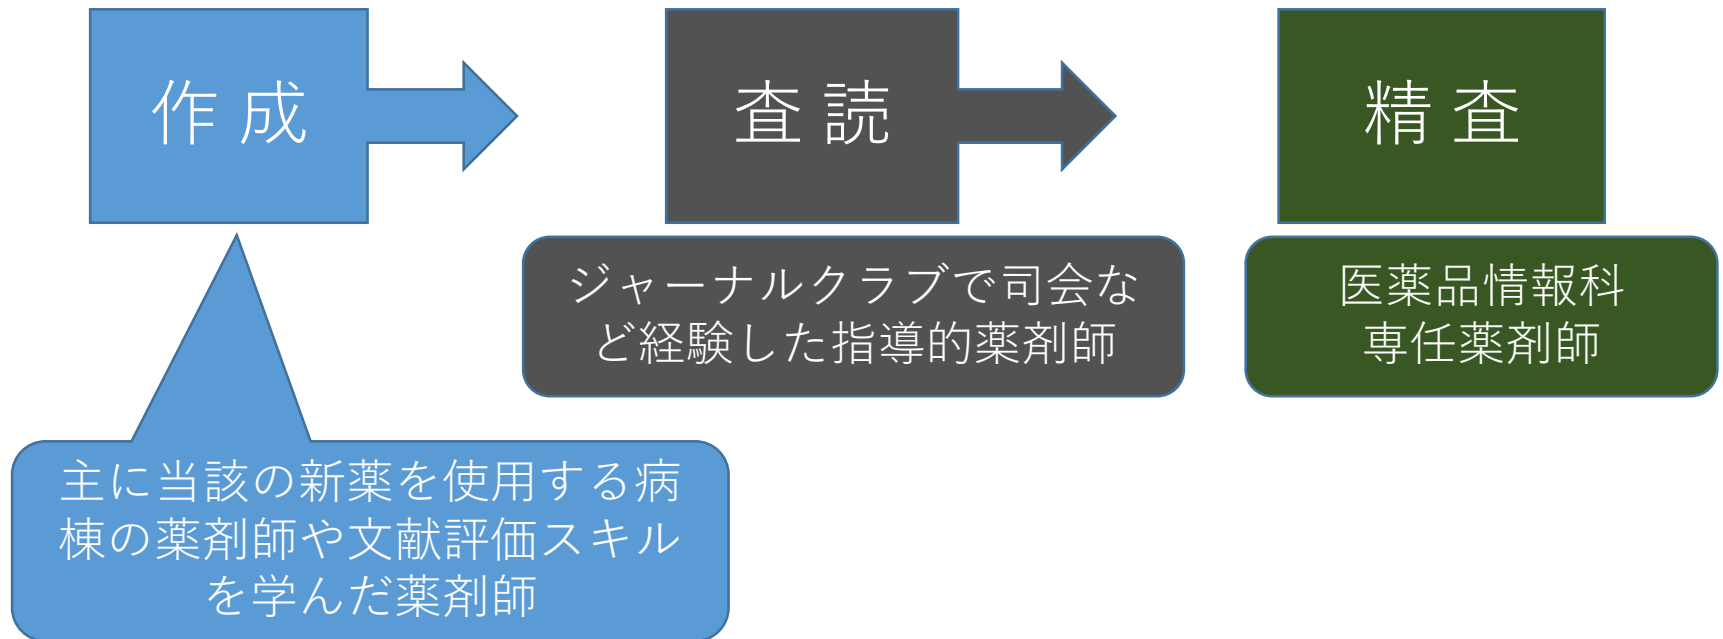 作 成
査 読
精 査
ジャーナルクラブで司会な
ど経験した指導的薬剤師
医薬品情報科
専任薬剤師
主に当該の新薬を使用する病
棟の薬剤師や文献評価スキル
を学んだ薬剤師